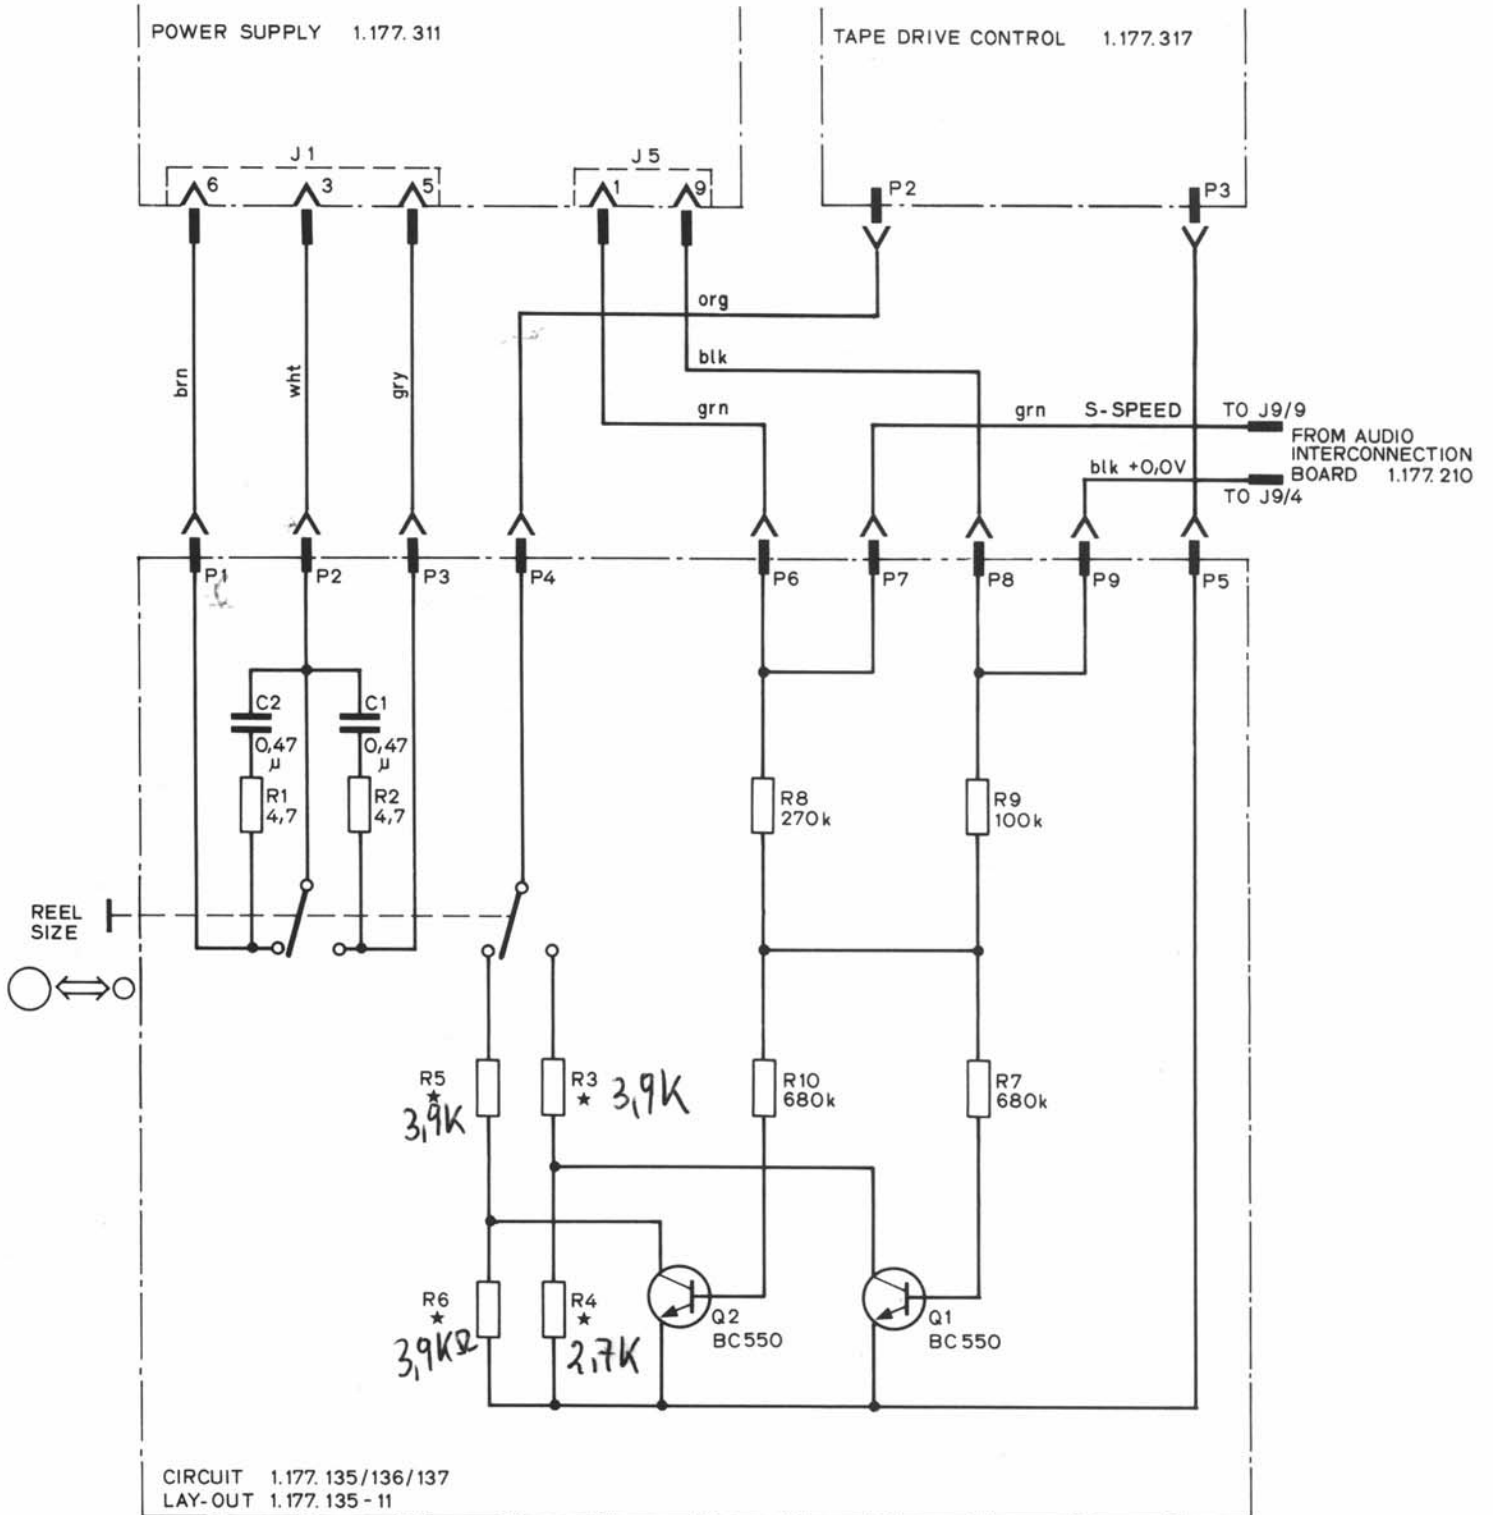 POWER SUPPLY 1.177.311
TAPE DRIVE CONTROL 1.177.317
J1
J5
6
3
5
1
9
P2
P3
org
blk
grn
brn
wht
gry
grn S-SPEED TO J9/9
FROM AUDIO
INTERCONNECTION
BOARD 1.177.210
blk +0,0V
TO J9/4
P1
P2
P3
P4
P6
P7
P8
P9
P5
C2
0,47
µ
C1
0,47
µ
R1
4,7
R2
4,7
R8
270k
R9
100k
REEL
SIZE
R5
★
3,9K
R3
★ 3,9K
R10
680k
R7
680k
R6
★
3,9KΩ
R4
★
2,7K
Q2
BC550
Q1
BC550
CIRCUIT 1.177.135/136/137
LAY-OUT 1.177.135-11